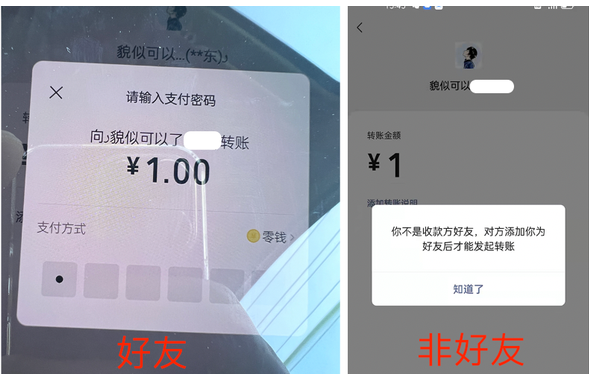 貌似可以...(**东)
请输入支付密码
向貌似可以了 转账
¥1.00
支付方式
零钱
好友
貌似可以
转账金额
¥1
添加转账说明
你不是收款方好友，对方添加你为
好友后才能发起转账
知道了
非好友